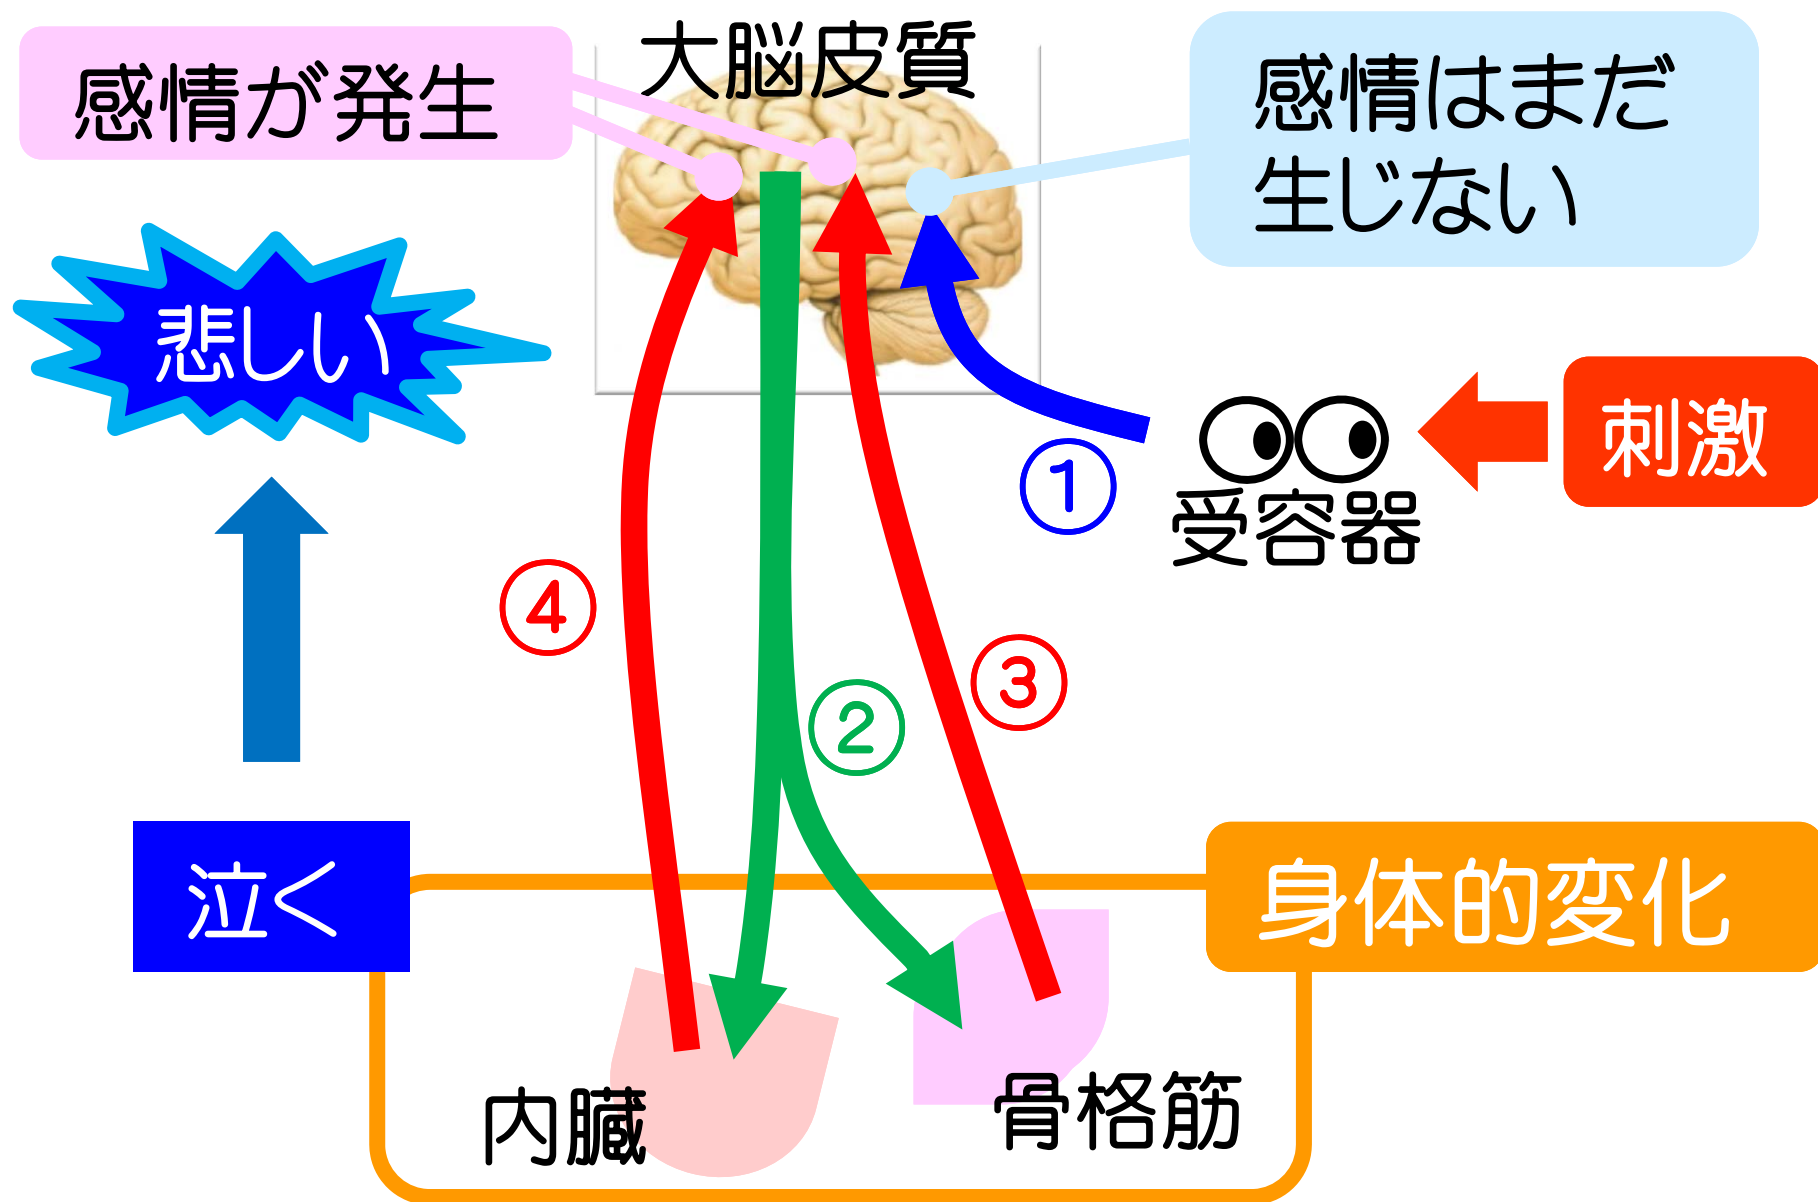 感情が発生
大脳皮質
感情はまだ
生じない
悲しい
刺激
受容器
①
④
③
②
泣く
身体的変化
内臓
骨格筋